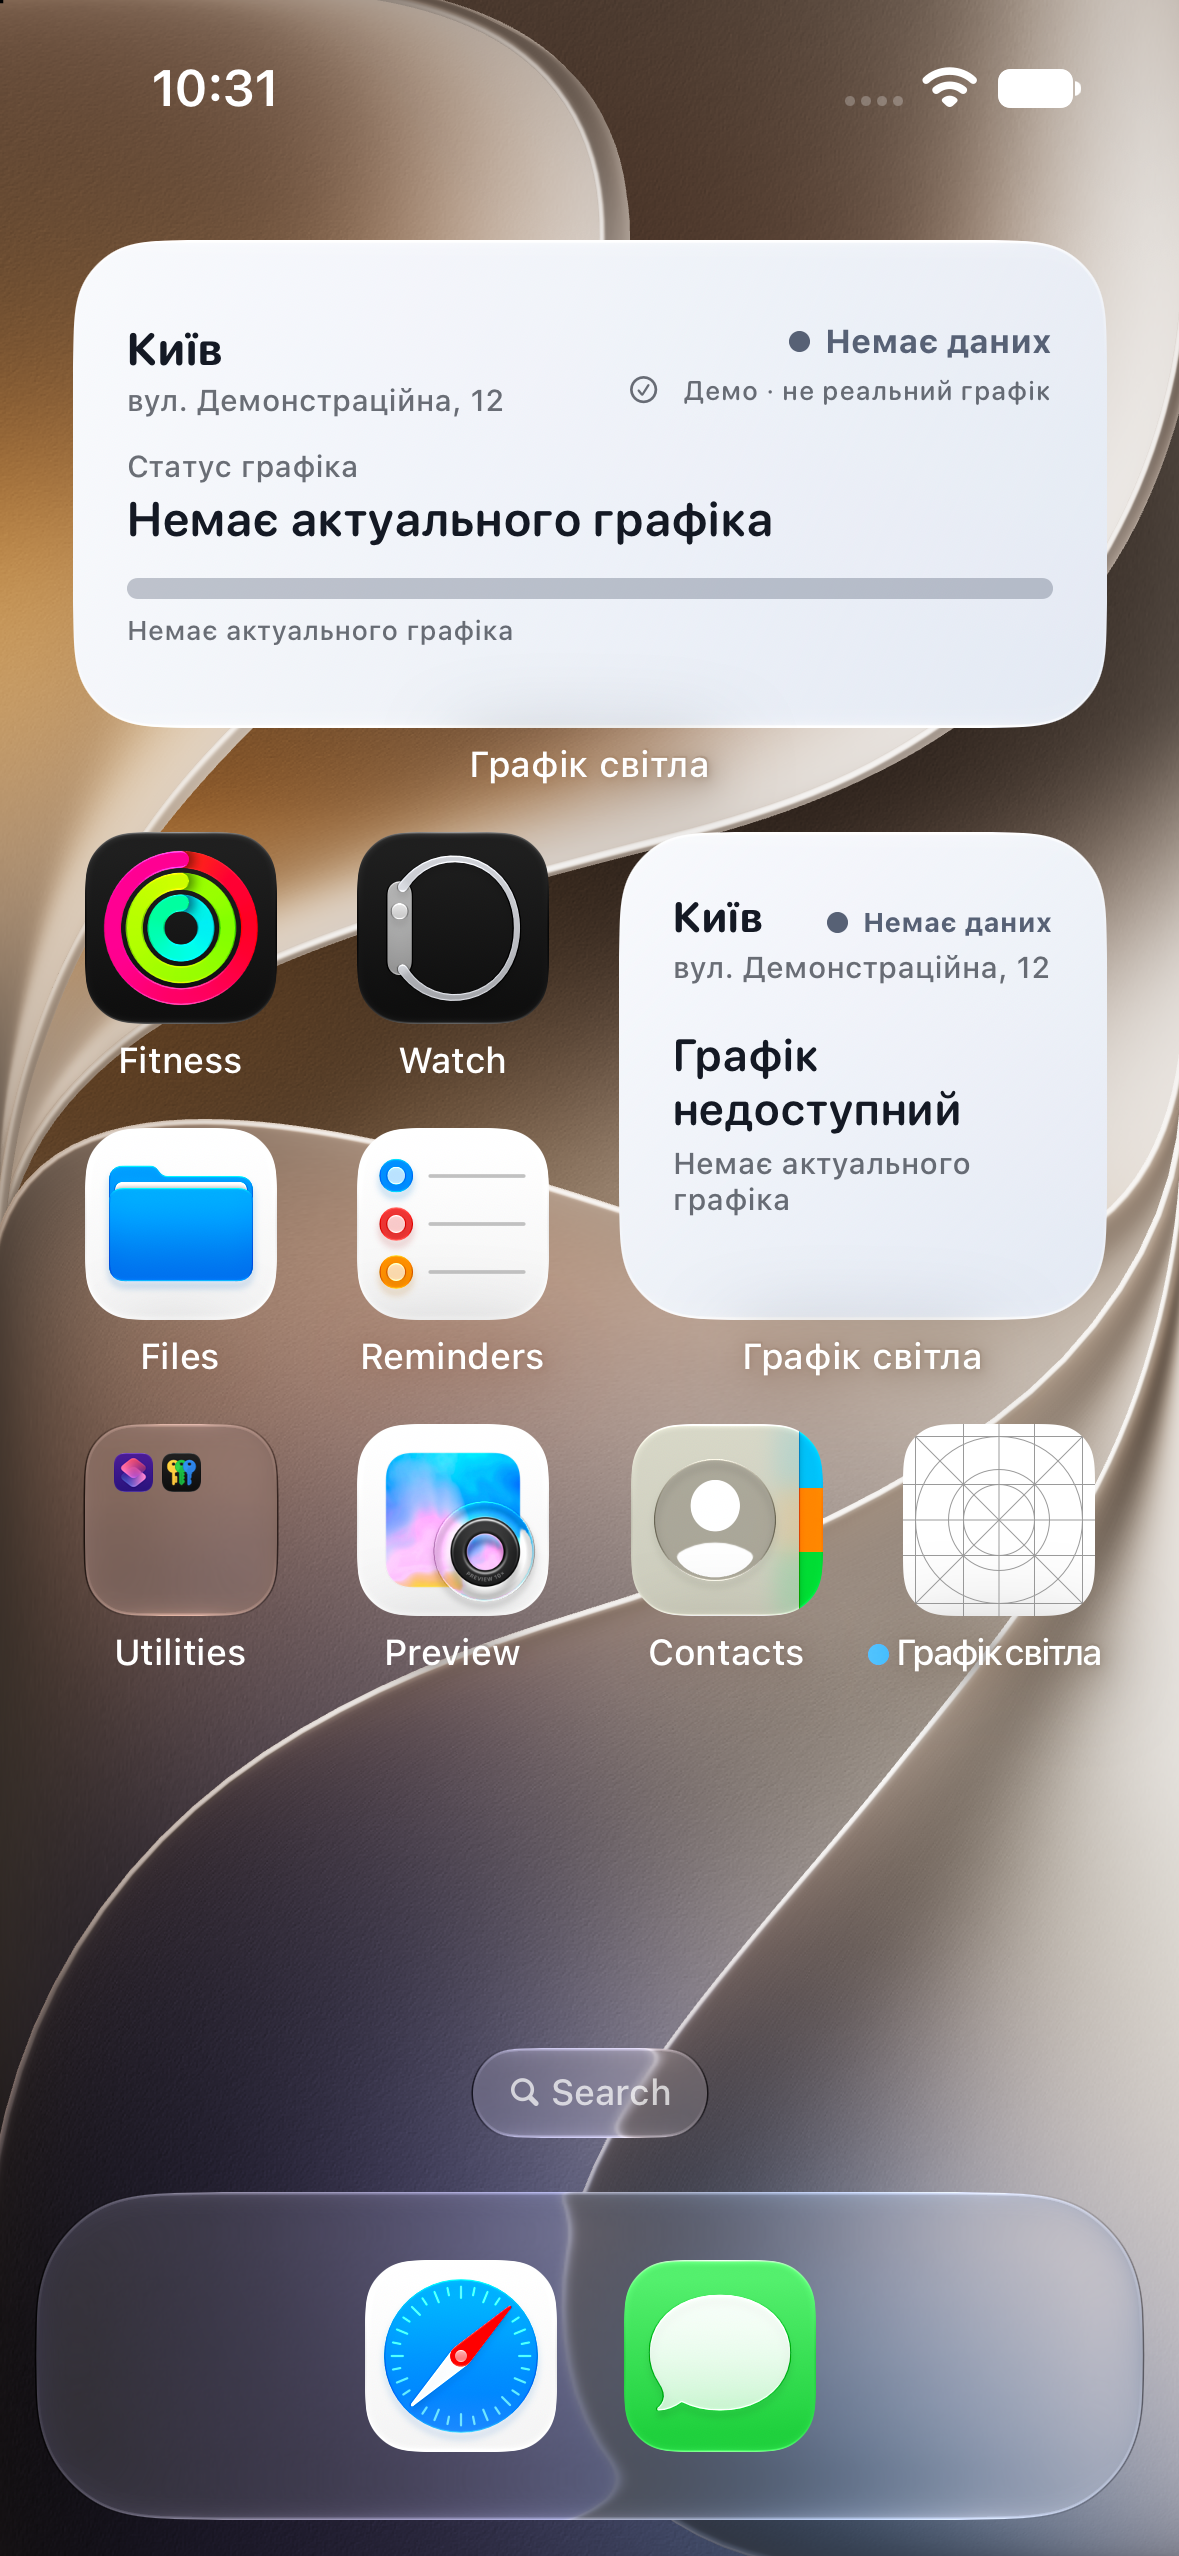 10:31
Київ
Немає даних
вул. Демонстраційна, 12
Демо · не реальний графік
Статус графіка
Немає актуального графіка
Немає актуального графіка
Графік світла
Київ
Немає даних
вул. Демонстраційна, 12
Графік
недоступний
Немає актуального
графіка
Fitness
Watch
Files
Reminders
Графік світла
PREVIEW 10×
Utilities
Preview
Contacts
Графік світла
Search